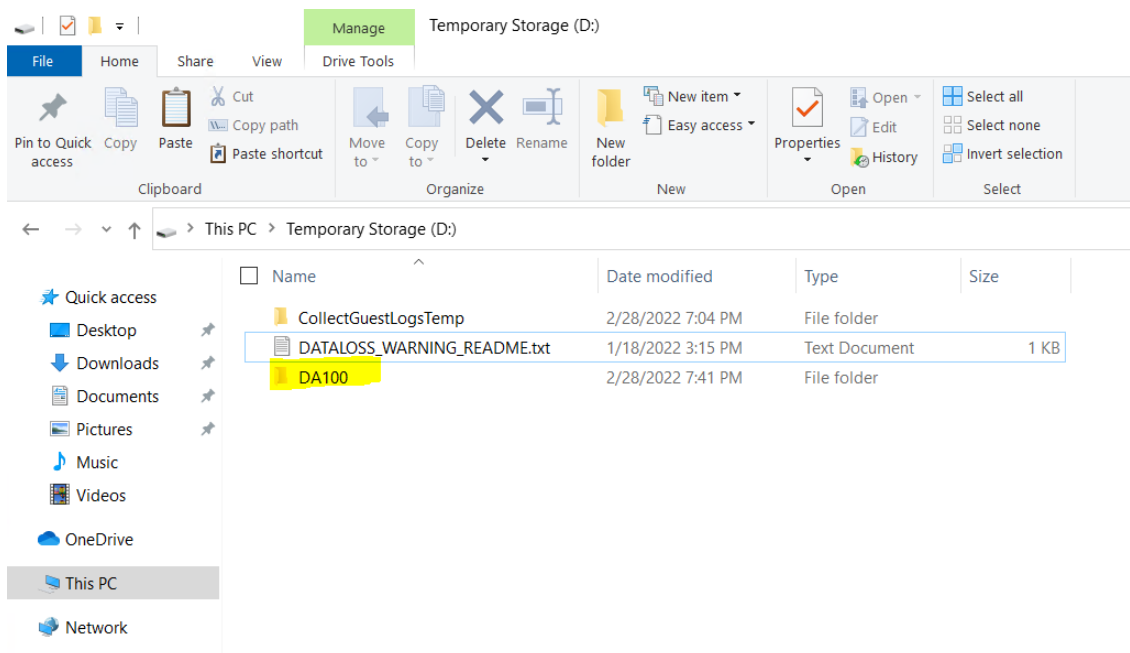 Manage Temporary Storage (D:)
File Home Share View Drive Tools
Pin to Quick access
Copy
Paste
Cut
Copy path
Paste shortcut
Clipboard
Move to
Copy to
Delete
Rename
Organize
New folder
New item
Easy access
New
Properties
Open
Edit
History
Open
Select all
Select none
Invert selection
Select
This PC > Temporary Storage (D:)
Quick access
Desktop
Downloads
Documents
Pictures
Music
Videos
OneDrive
This PC
Network
Name Date modified Type Size
CollectGuestLogsTemp 2/28/2022 7:04 PM File folder
DATALOSS_WARNING_README.txt 1/18/2022 3:15 PM Text Document 1 KB
DA100 2/28/2022 7:41 PM File folder